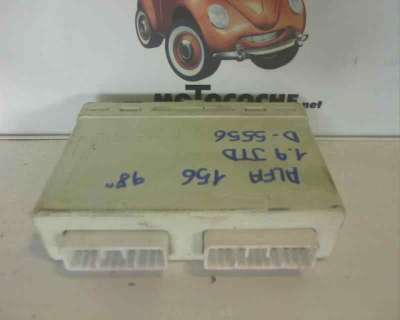 MOTOCOCHE.net
ALFA 156 98"
1.9 JTD
D-5556